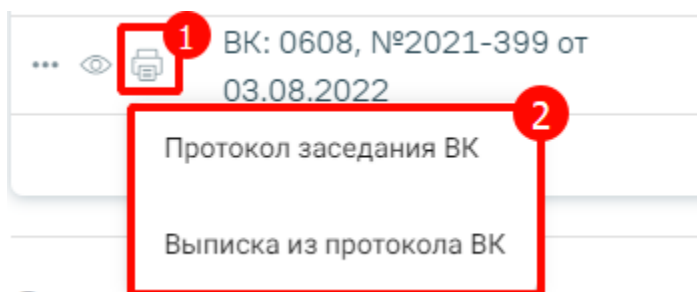 1
ВК: 0608, №2021-399 от
03.08.2022
2
Протокол заседания ВК
Выписка из протокола ВК